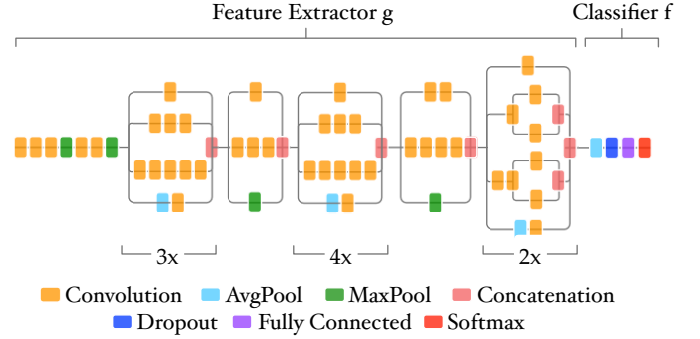 Feature Extractor g Classifier f
3x 4x 2x
Convolution AvgPool MaxPool Concatenation
Dropout Fully Connected Softmax